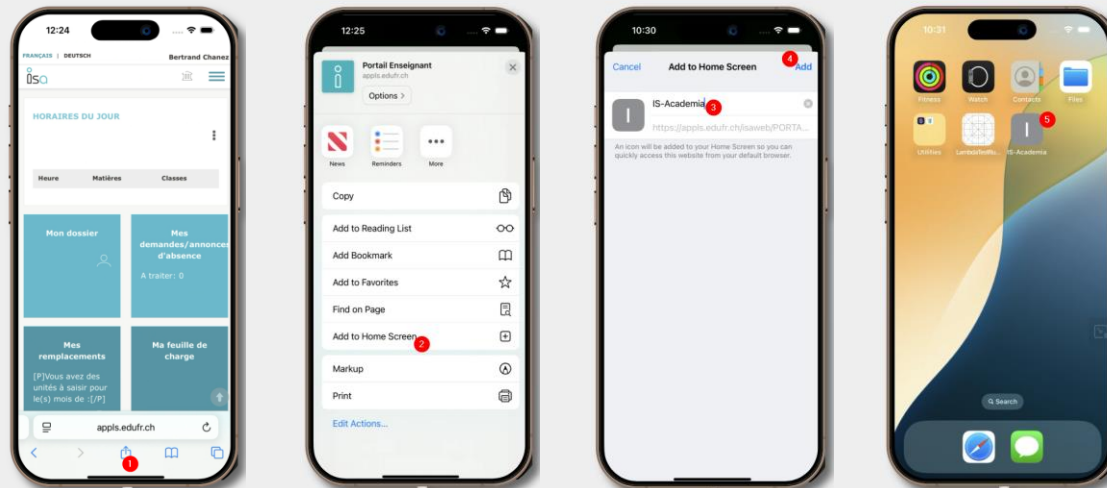 12:24
FRANÇAIS | DEUTSCH
Bertrand Chanez
isa
HORAIRES DU JOUR
Heure Matières Classes
Mon dossier
Mes
demandes/annonces
d'absence
A traiter: 0
Mes
remplacements
[P]Vous avez des
unités à saisir pour
le(s) mois de :[/P]
Ma feuille de
charge
appls.edufr.ch
1
12:25
Portail Enseignant
appls.edufr.ch
Options >
News Reminders More
Copy
Add to Reading List
Add Bookmark
Add to Favorites
Find on Page
Add to Home Screen
2
Markup
Print
Edit Actions...
10:30
4
Cancel Add to Home Screen Add
I
IS-Academia
3
https://appls.edufr.ch/isaweb/PORTA...
An icon will be added to your Home Screen so you can
quickly access this website from your default browser.
10:31
Fitness Watch Contacts Files
I
5
Utilities LambdaTestRu... IS-Academia
Search